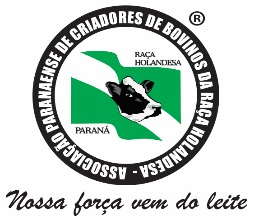 ®
ASSOCIAÇÃO PARANAENSE DE CRIADORES DE BOVINOS DA RAÇA HOLANDESA -
RAÇA
HOLANDESA
PARANÁ
Nossa força vem do leite